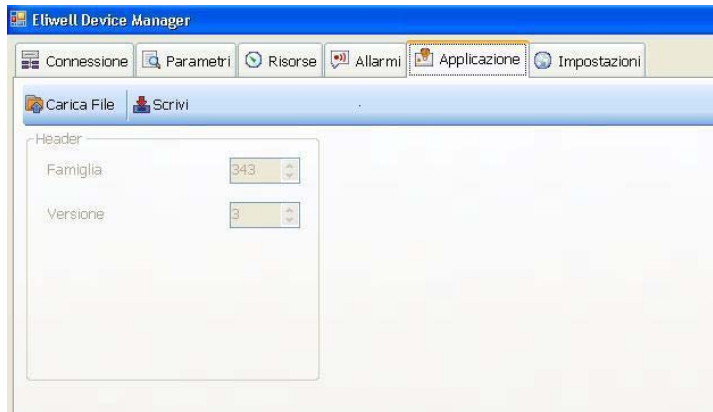 Eliwell Device Manager
Connessione Parametri Risorse Allarmi Applicazione Impostazioni
Carica File Scrivi
Header
Famiglia 343
Versione 3